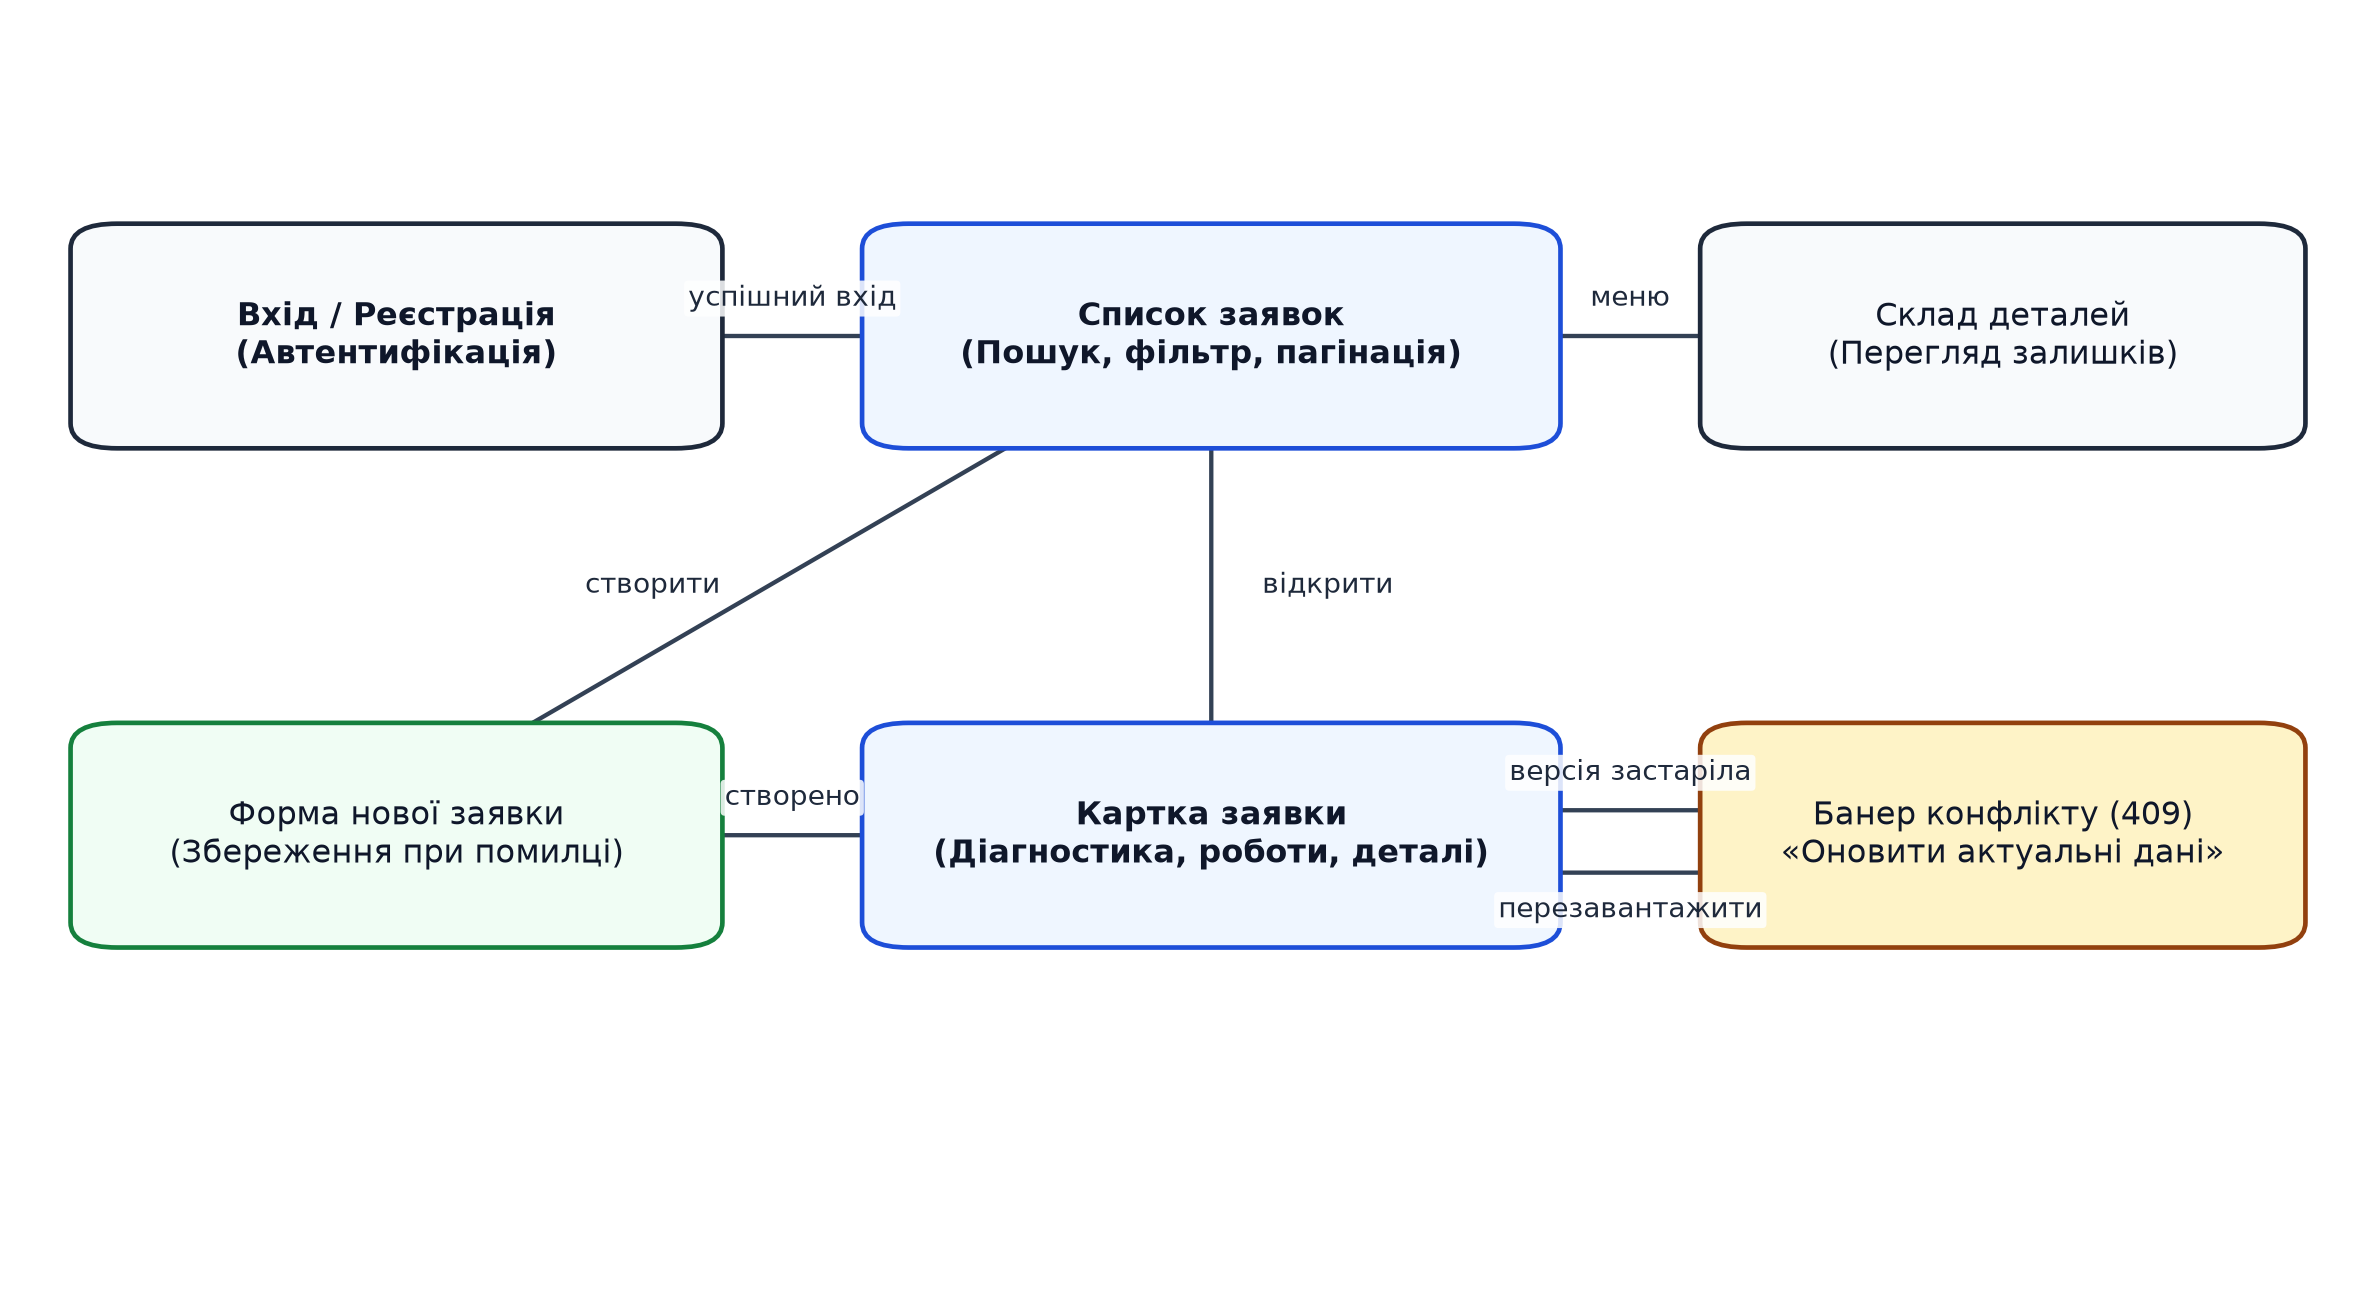 Вхід / Реєстрація
(Автентифікація)
успішний вхід
Список заявок
(Пошук, фільтр, пагінація)
меню
Склад деталей
(Перегляд залишків)
створити
відкрити
Форма нової заявки
(Збереження при помилці)
створено
Картка заявки
(Діагностика, роботи, деталі)
версія застаріла
перезавантажити
Банер конфлікту (409)
«Оновити актуальні дані»